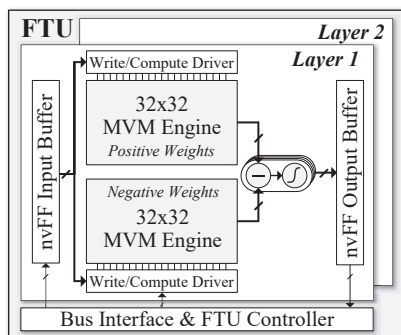 FTU
Layer 2
Layer 1
Write/Compute Driver
nvFF Input Buffer
32x32
MVM Engine
Positive Weights
Negative Weights
32x32
MVM Engine
Write/Compute Driver
nvFF Output Buffer
Bus Interface & FTU Controller